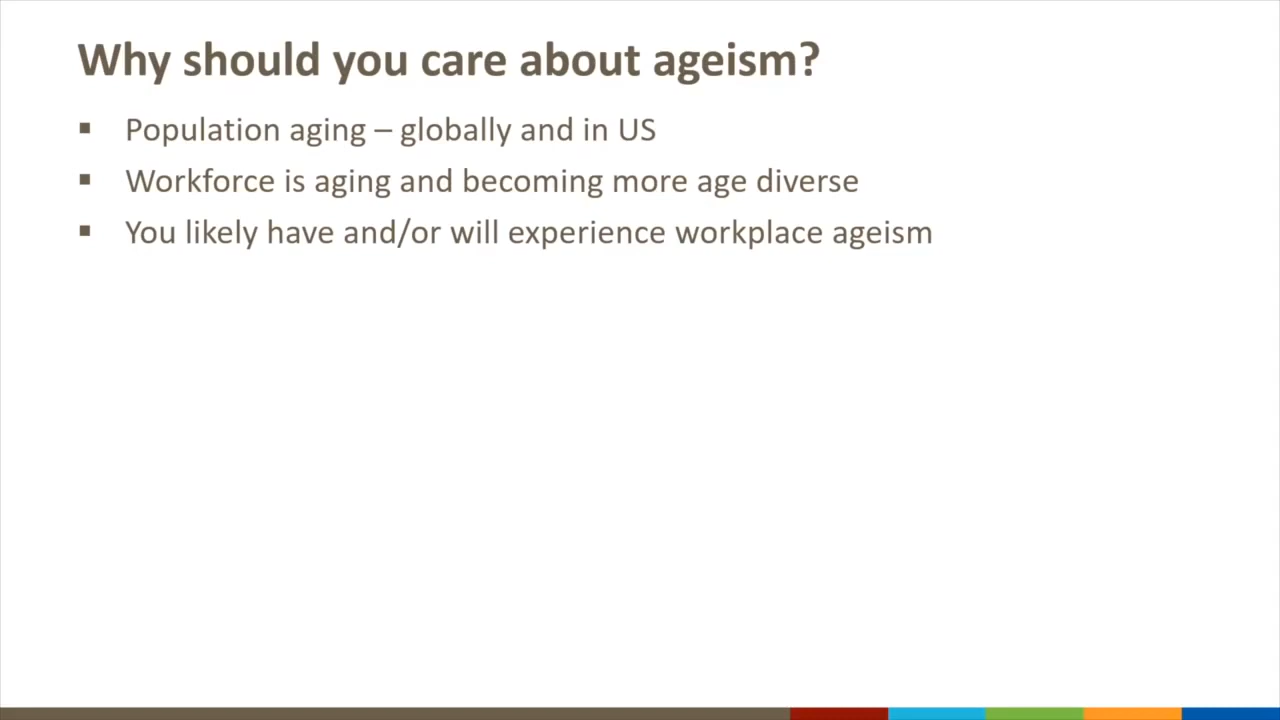 Why should you care about ageism?
▪ Population aging – globally and in US
▪ Workforce is aging and becoming more age diverse
▪ You likely have and/or will experience workplace ageism